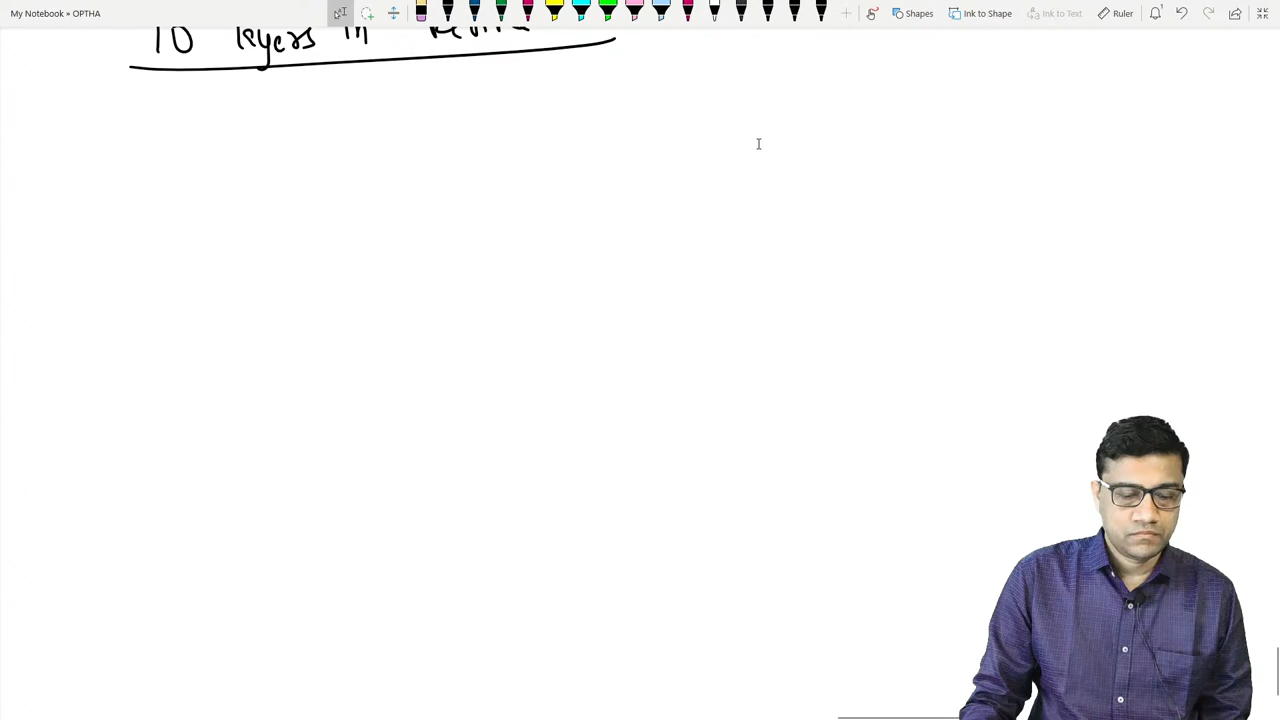 My Notebook » OPTHA
Shapes
Ink to Shape
Ink to Text
Ruler
10 layers in